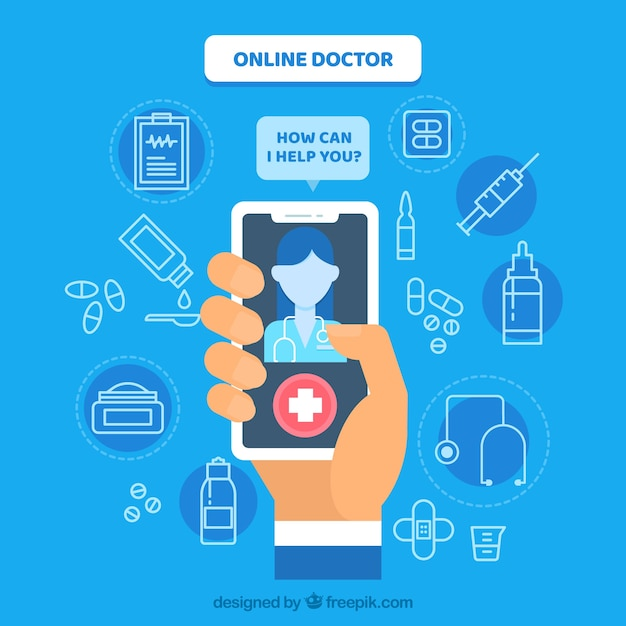 ONLINE DOCTOR
HOW CAN
I HELP YOU?
designed by freepik.com